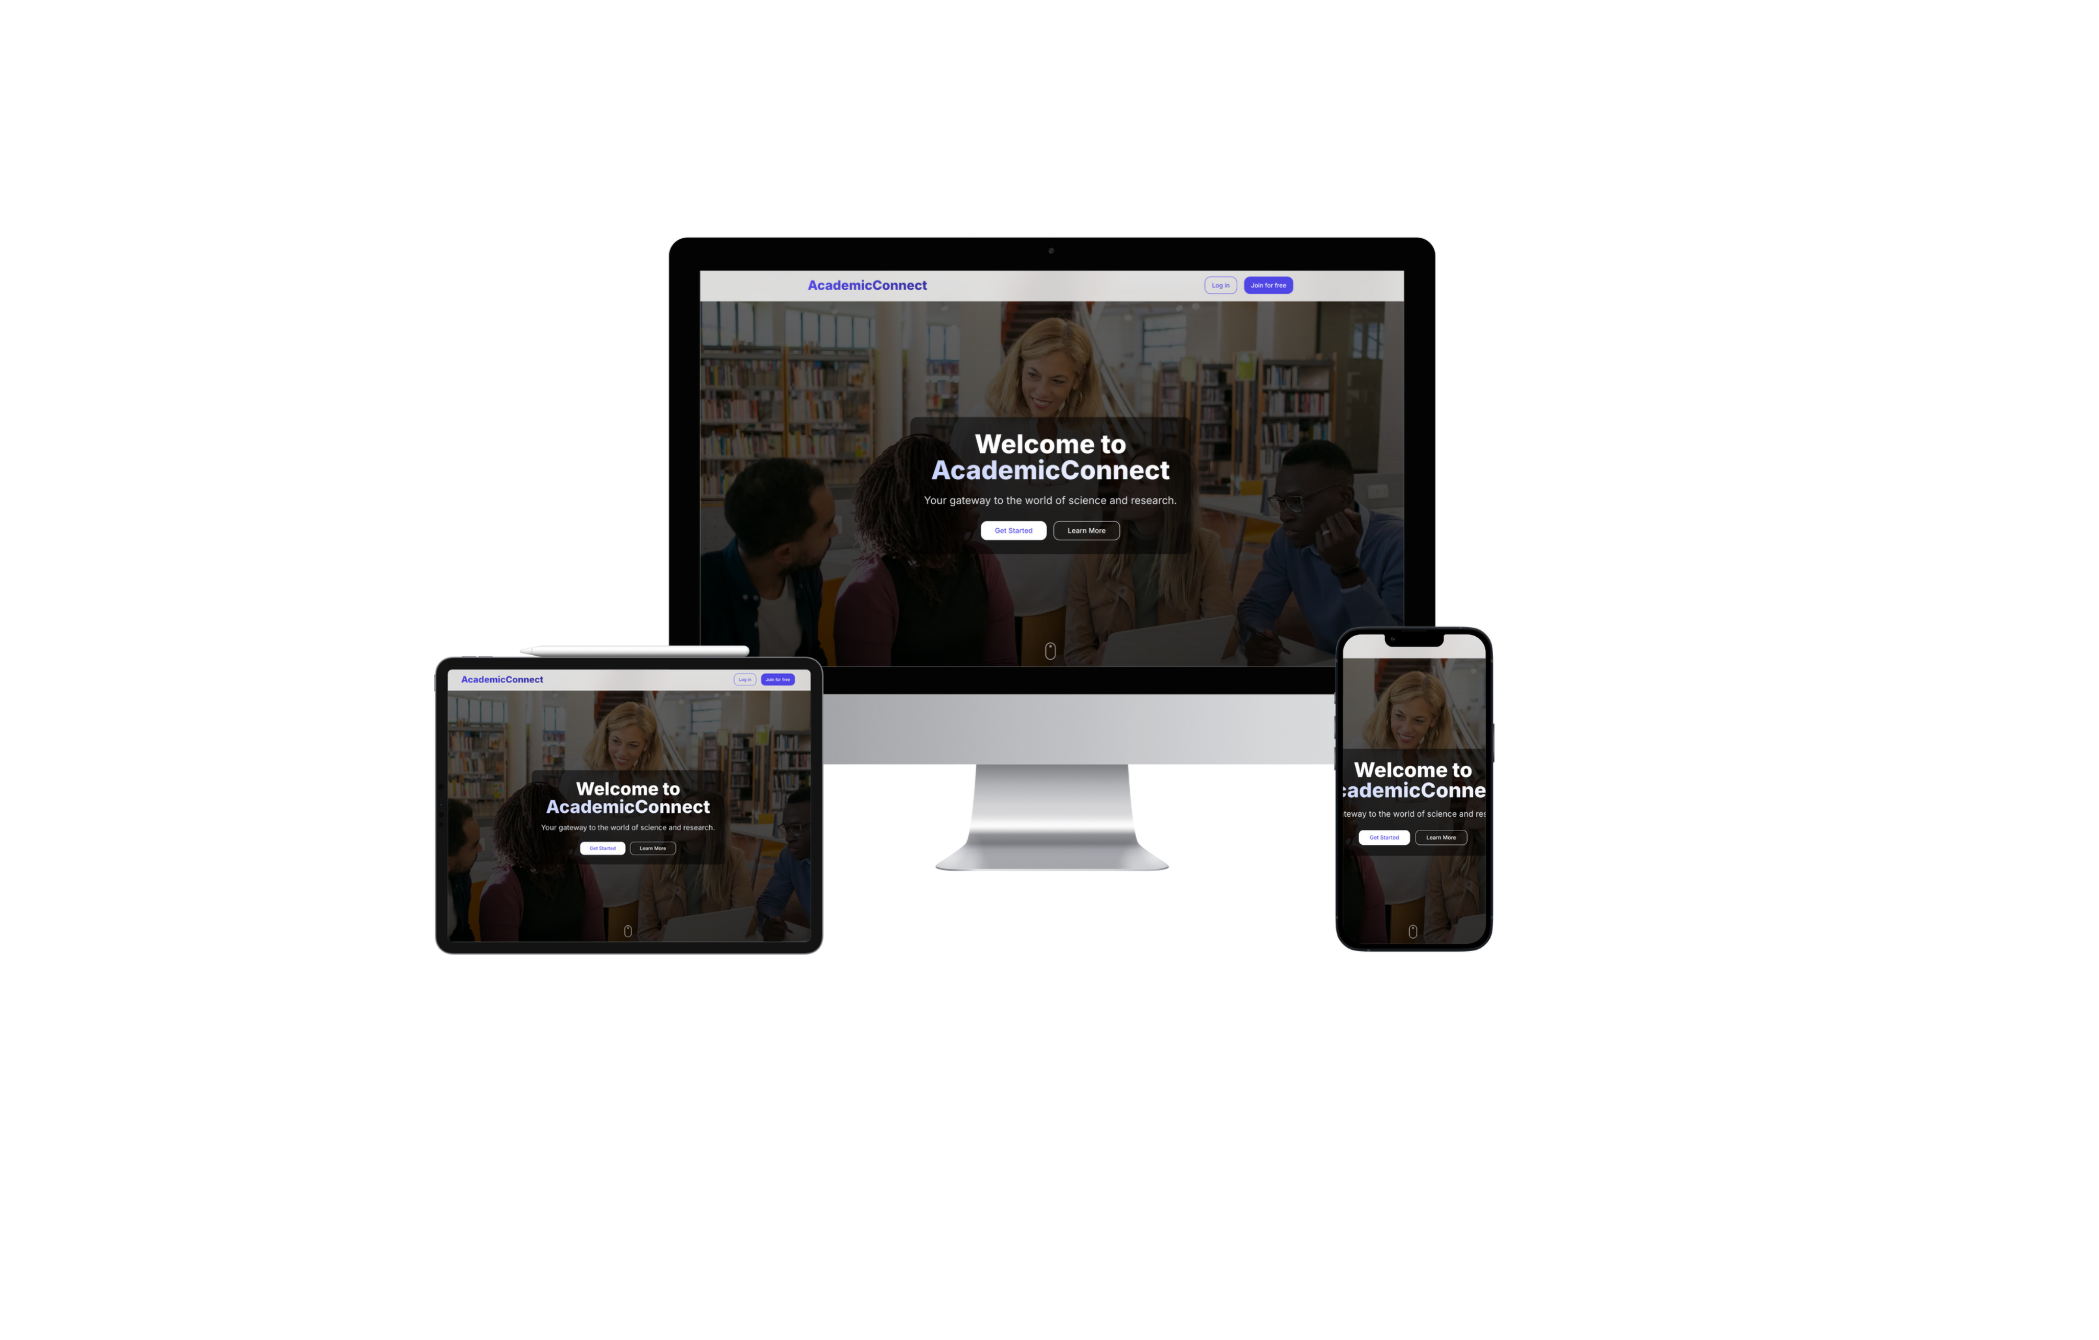 AcademicConnect
Log in
Join for free
Welcome to
AcademicConnect
Your gateway to the world of science and research.
Get Started
Learn More
AcademicConnect
Log in
Join for free
Welcome to
AcademicConnect
Your gateway to the world of science and research.
Get Started
Learn More
Welcome to
cademicConne
teway to the world of science and res
Get Started
Learn More